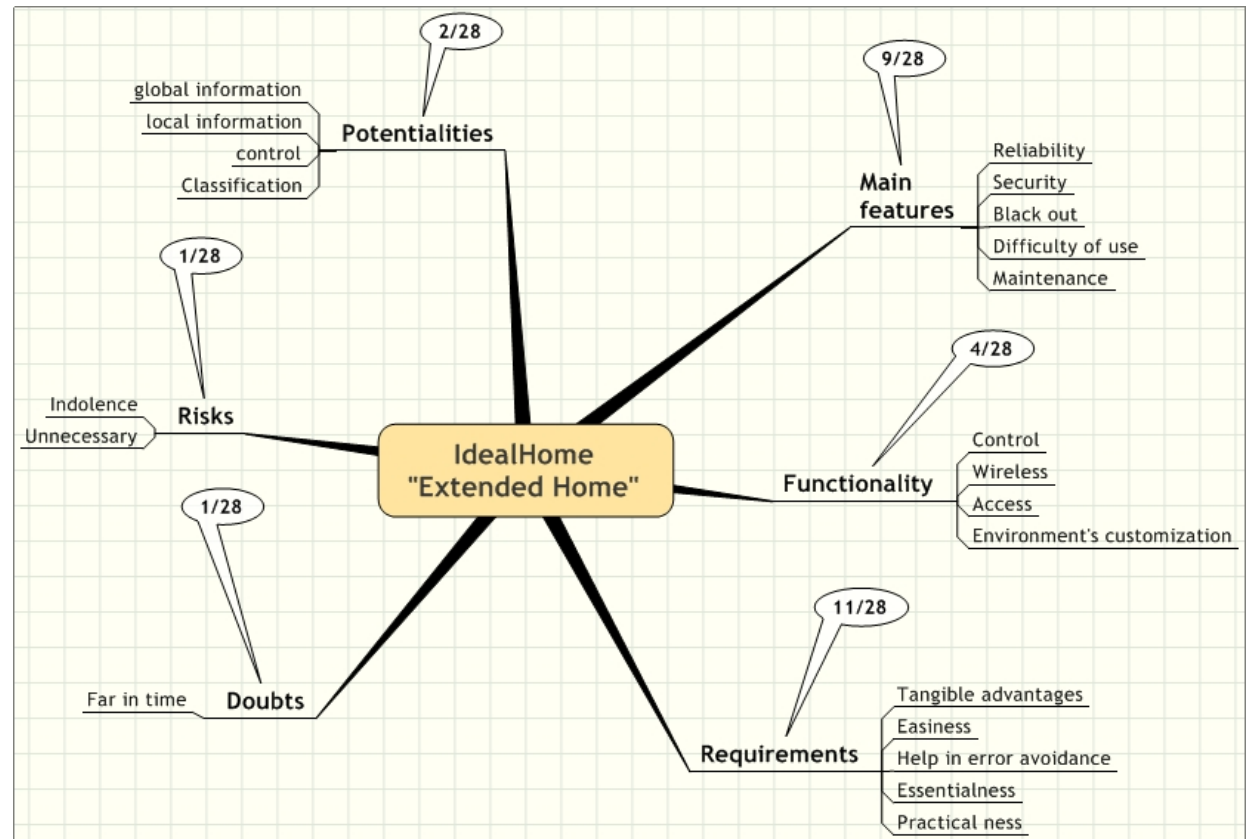 IdealHome
"Extended Home"
2/28
Potentialities
global information
local information
control
Classification
9/28
Main
features
Reliability
Security
Black out
Difficulty of use
Maintenance
4/28
Functionality
Control
Wireless
Access
Environment's customization
11/28
Requirements
Tangible advantages
Easiness
Help in error avoidance
Essentialness
Practical ness
1/28
Doubts
Far in time
1/28
Risks
Indolence
Unnecessary